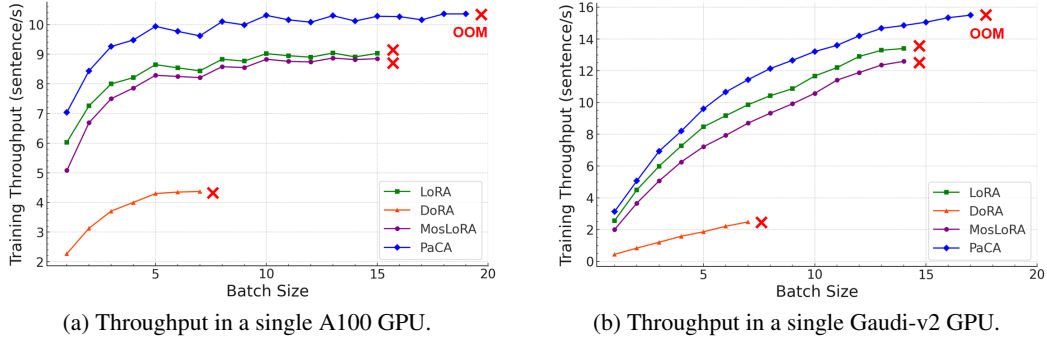 Training Throughput (sentence/s)
10
9
8
7
6
5
4
3
2
5
10
15
20
Batch Size
OOM
LoRA
DoRA
MosLoRA
PaCA
(a) Throughput in a single A100 GPU.
Training Throughput (sentence/s)
16
14
12
10
8
6
4
2
0
5
10
15
20
Batch Size
OOM
LoRA
DoRA
MosLoRA
PaCA
(b) Throughput in a single Gaudi-v2 GPU.